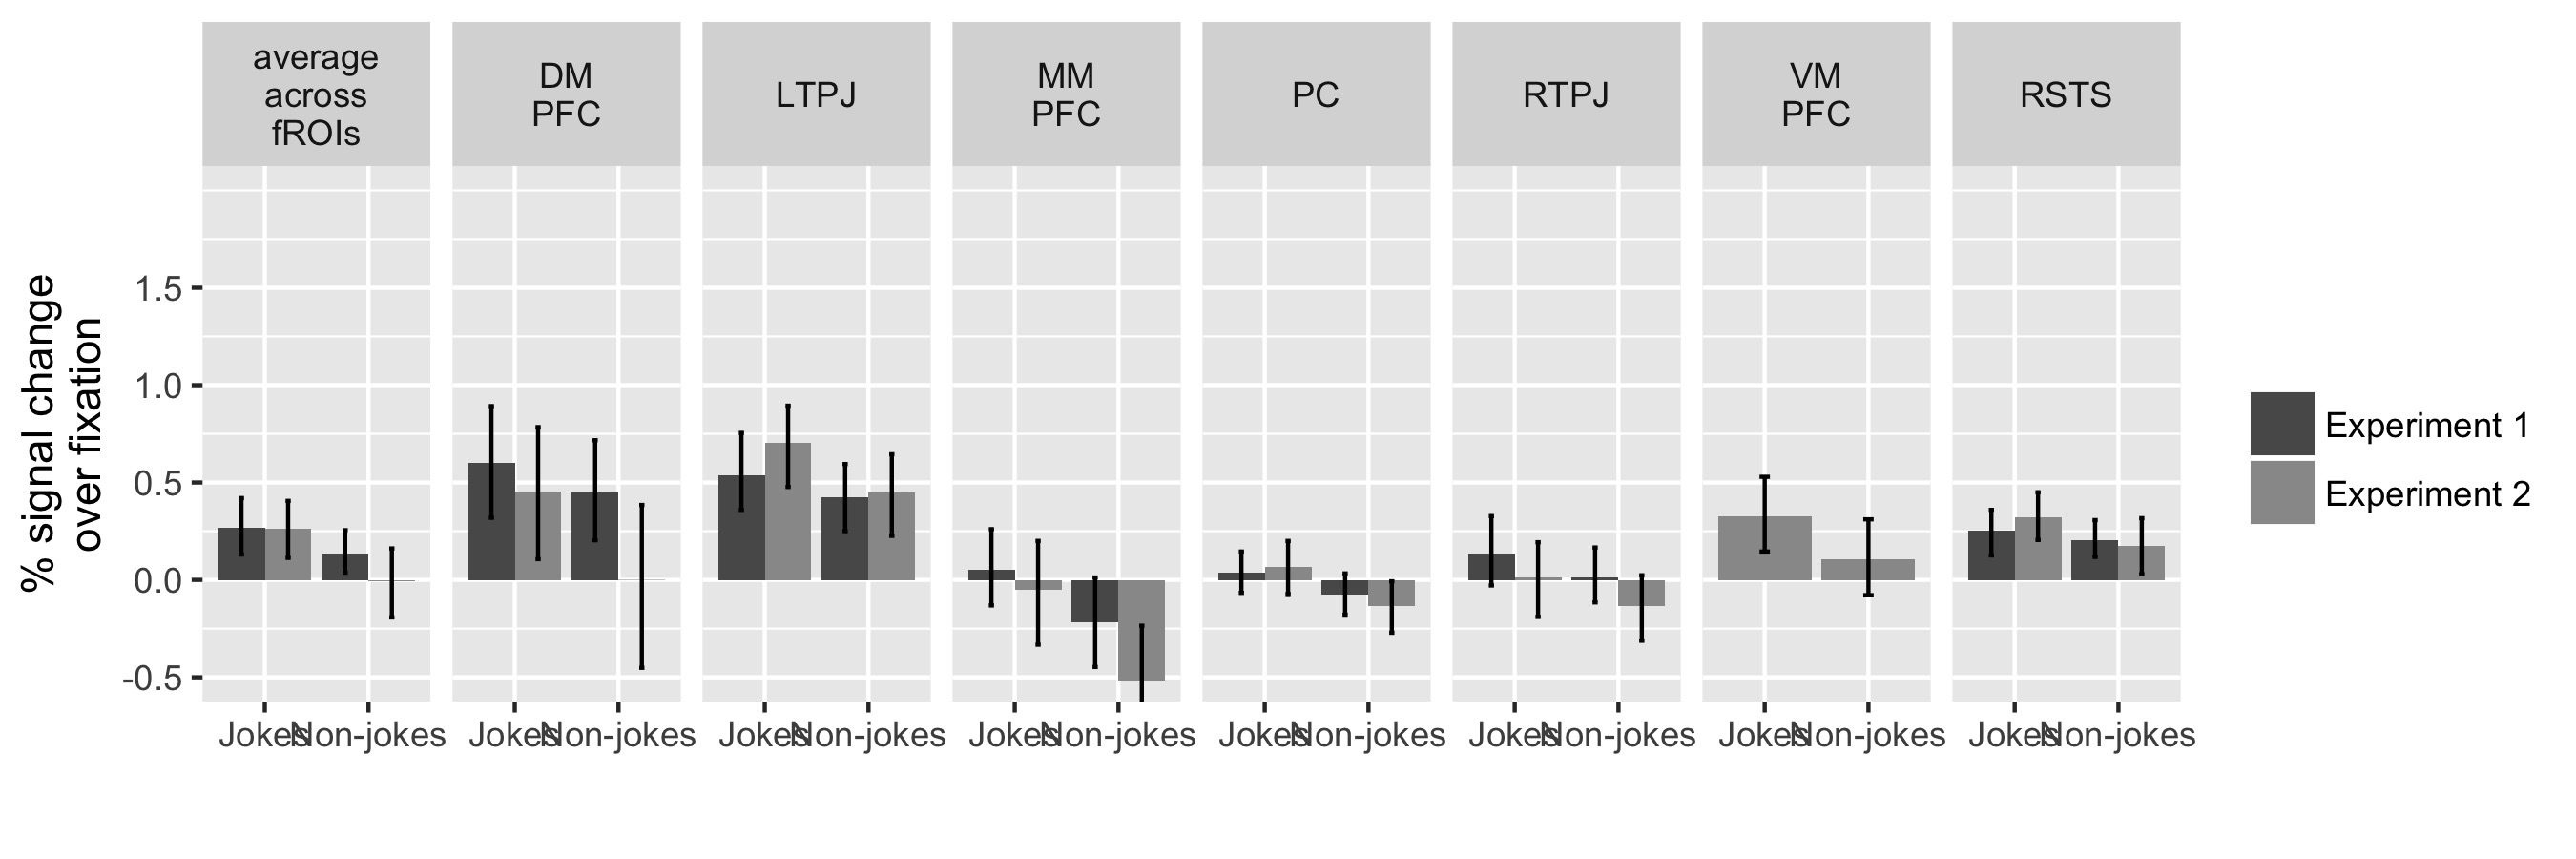 average
across
fROIs
DM
PFC
LTPJ
MM
PFC
PC
RTPJ
VM
PFC
RSTS
% signal change
over fixation
1.5
1.0
0.5
0.0
-0.5
Jokes Non-jokes
Jokes Non-jokes
Jokes Non-jokes
Jokes Non-jokes
Jokes Non-jokes
Jokes Non-jokes
Jokes Non-jokes
Jokes Non-jokes
Experiment 1
Experiment 2